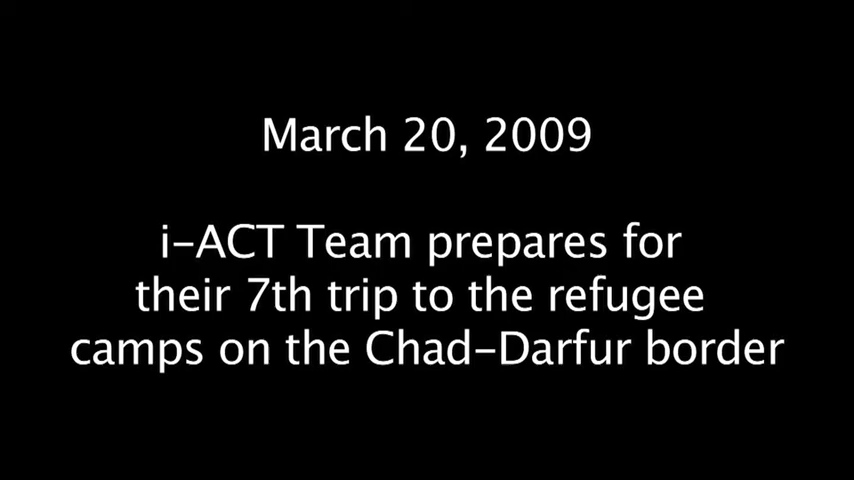 March 20, 2009
i-ACT Team prepares for
their 7th trip to the refugee
camps on the Chad-Darfur border